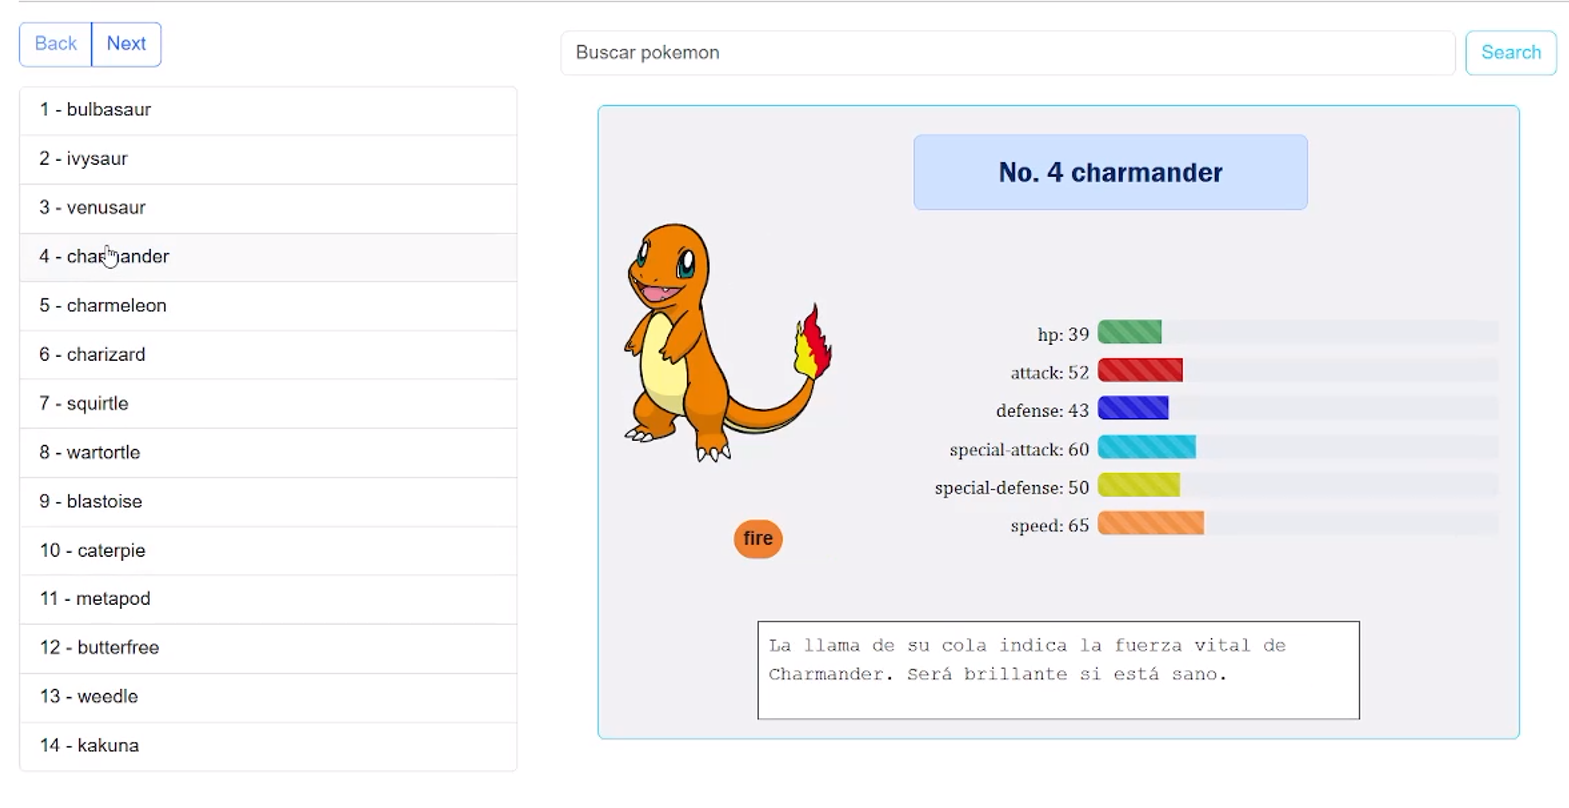 Back Next
Buscar pokemon
Search
1 - bulbasaur
2 - ivysaur
3 - venusaur
4 - charmander
5 - charmeleon
6 - charizard
7 - squirtle
8 - wartortle
9 - blastoise
10 - caterpie
11 - metapod
12 - butterfree
13 - weedle
14 - kakuna
No. 4 charmander
hp: 39
attack: 52
defense: 43
special-attack: 60
special-defense: 50
speed: 65
fire
La llama de su cola indica la fuerza vital de
Charmander. Será brillante si está sano.